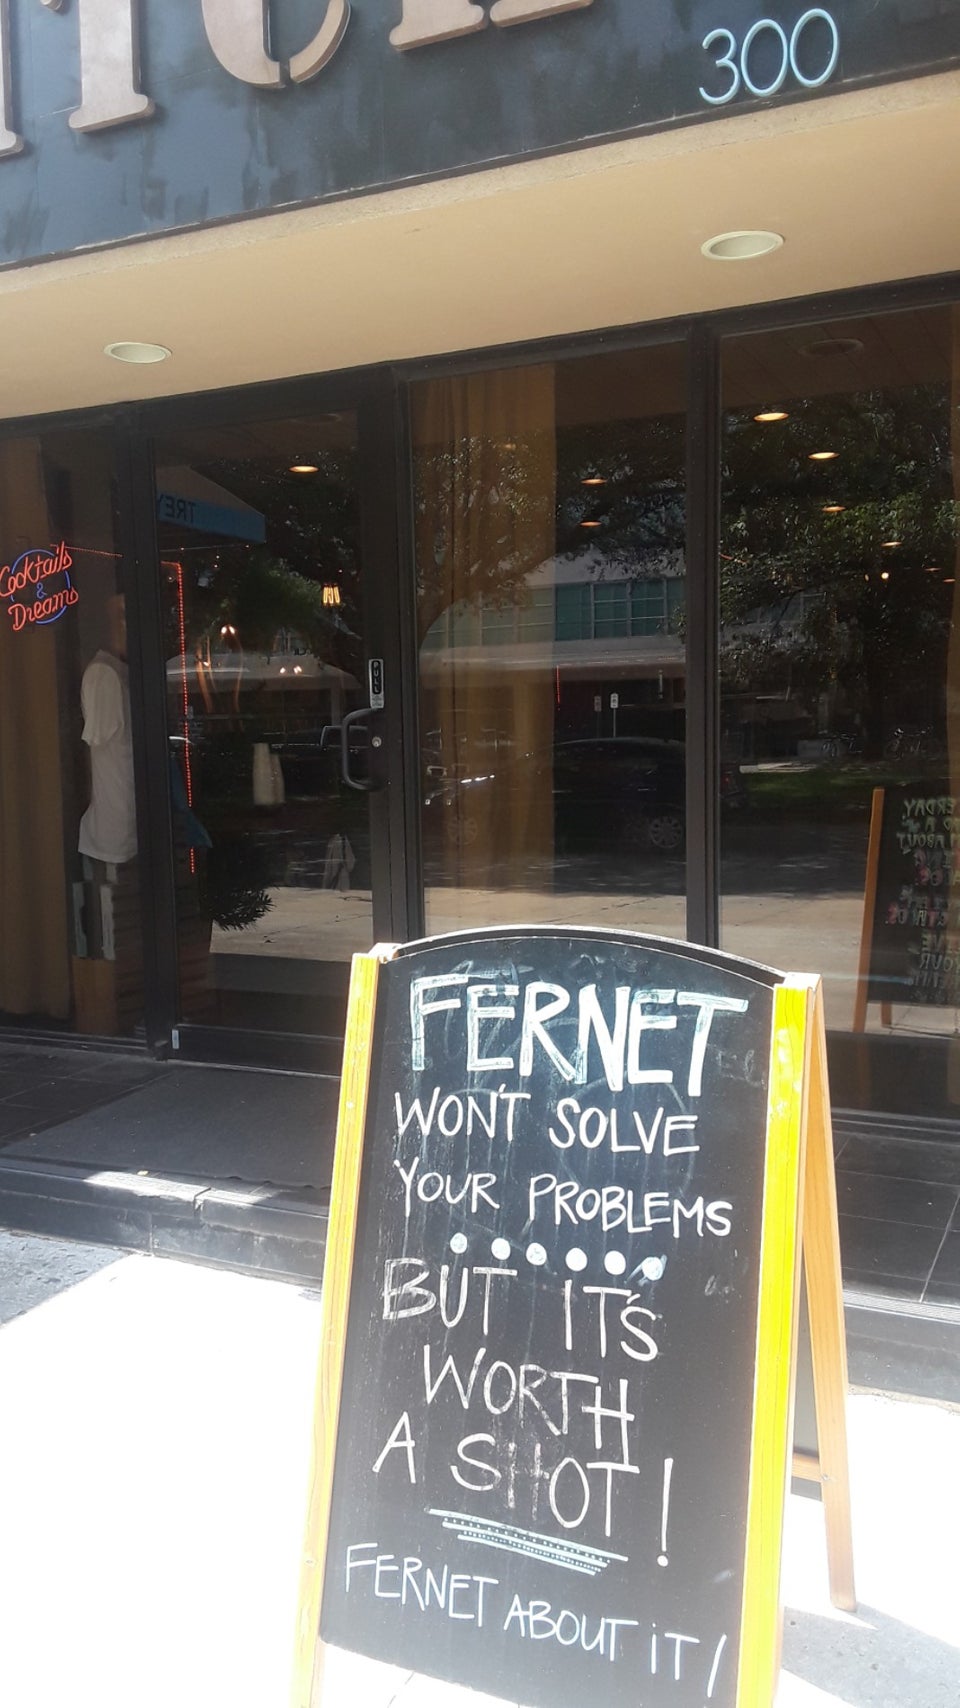 300
Cocktails
&
Dreams
PULL
FERNET
WON'T SOLVE
YOUR PROBLEMS
BUT IT'S
WORTH
A SHOT!
FERNET ABOUT IT!